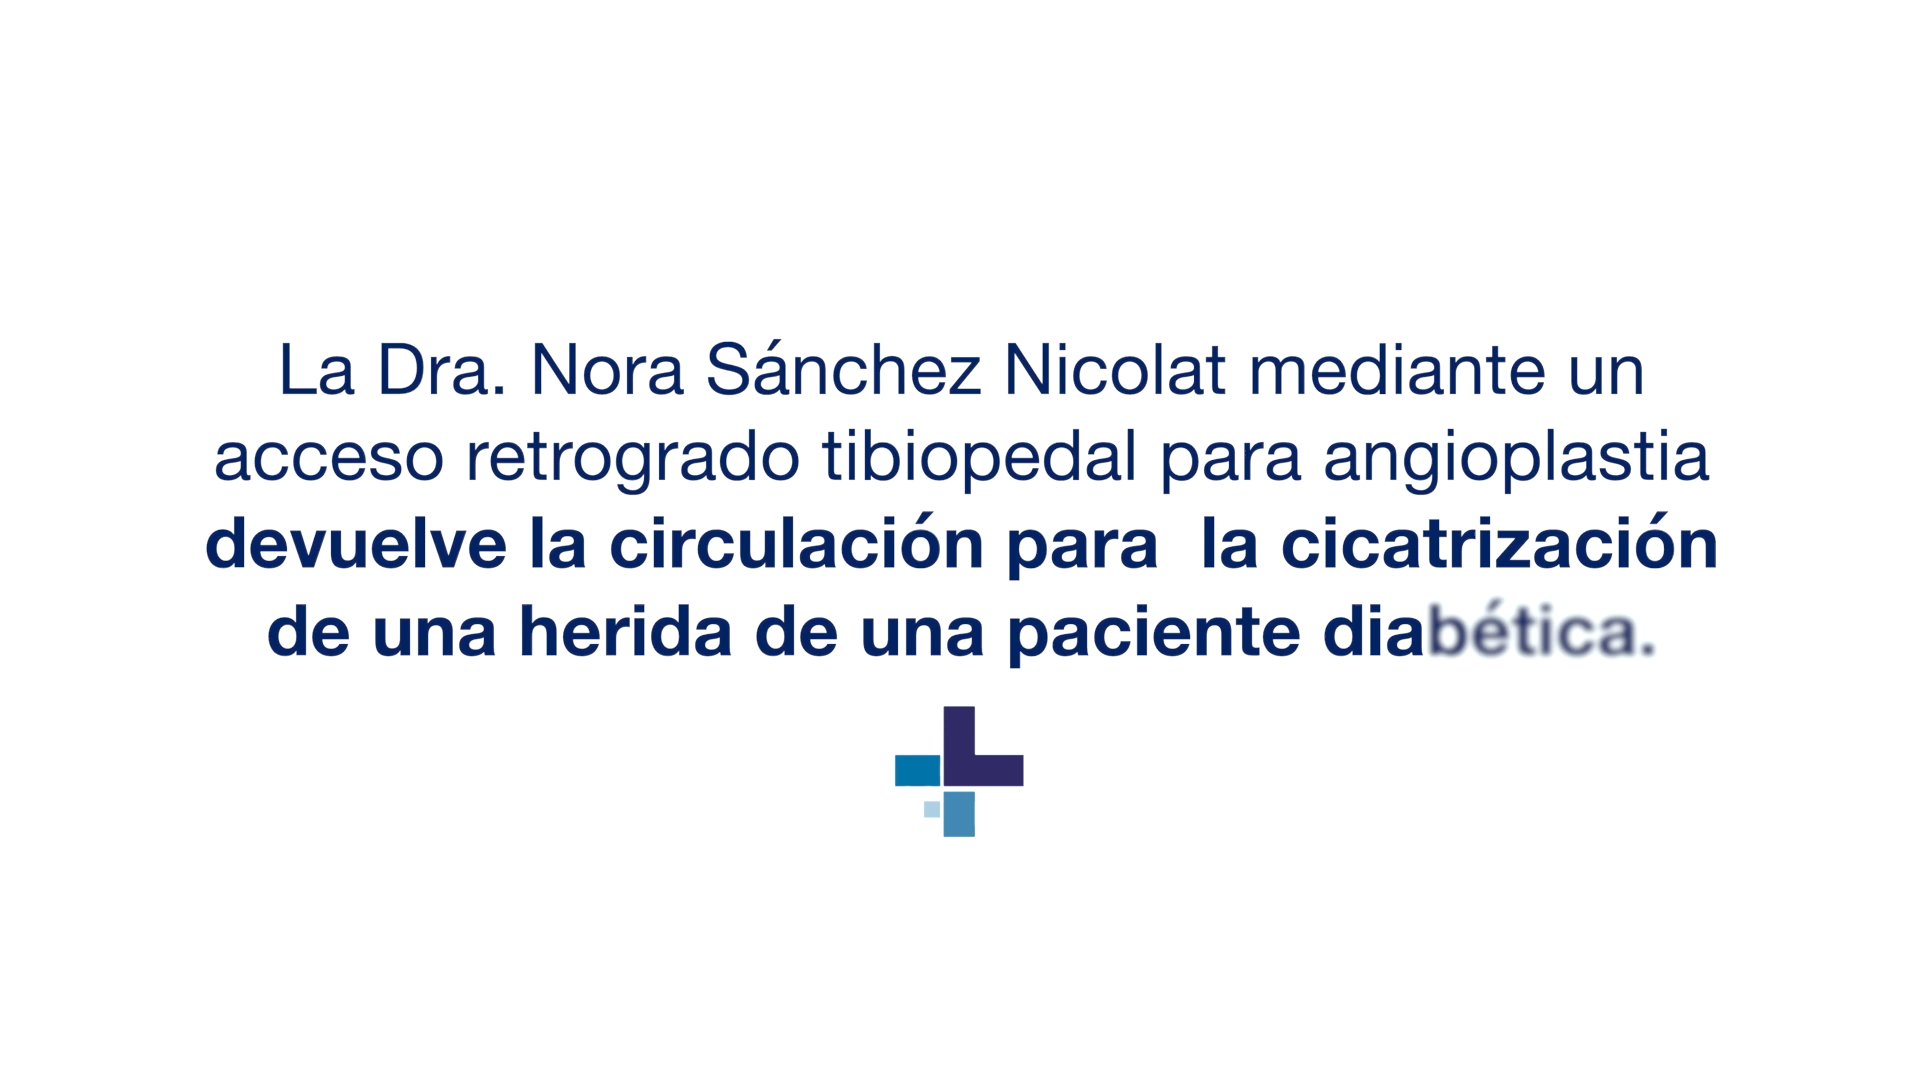 La Dra. Nora Sánchez Nicolat mediante un
acceso retrogrado tibiopedal para angioplastia
devuelve la circulación para  la cicatrización
de una herida de una paciente diabética.